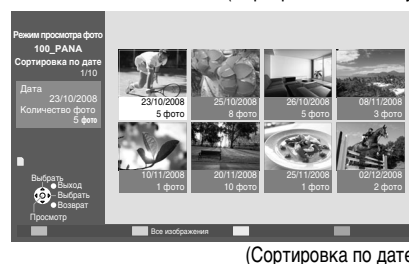 Режим просмотра фото
100_PANA
Сортировка по дате
1/10
Дата
23/10/2008
Количество фото
5 фото
Выбрать
Выход
Выбрать
Возврат
Просмотр
23/10/2008
5 фото
25/10/2008
8 фото
26/10/2008
5 фото
08/11/2008
3 фото
10/11/2008
1 фото
20/11/2008
10 фото
25/11/2008
1 фото
02/12/2008
2 фото
Все изображения
(Сортировка по дате